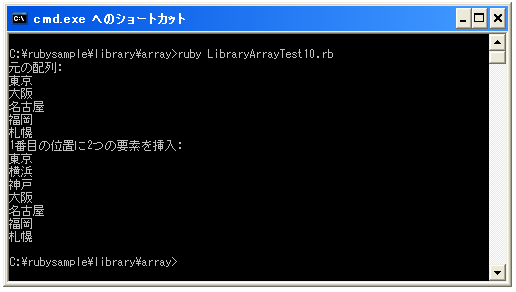 cmd.exe へのショートカット
C:¥rubysample¥library¥array>ruby LibraryArrayTest10.rb
元の配列:
東京
大阪
名古屋
福岡
札幌
1番目の位置に2つの要素を挿入:
東京
横浜
神戸
大阪
名古屋
福岡
札幌
C:¥rubysample¥library¥array>